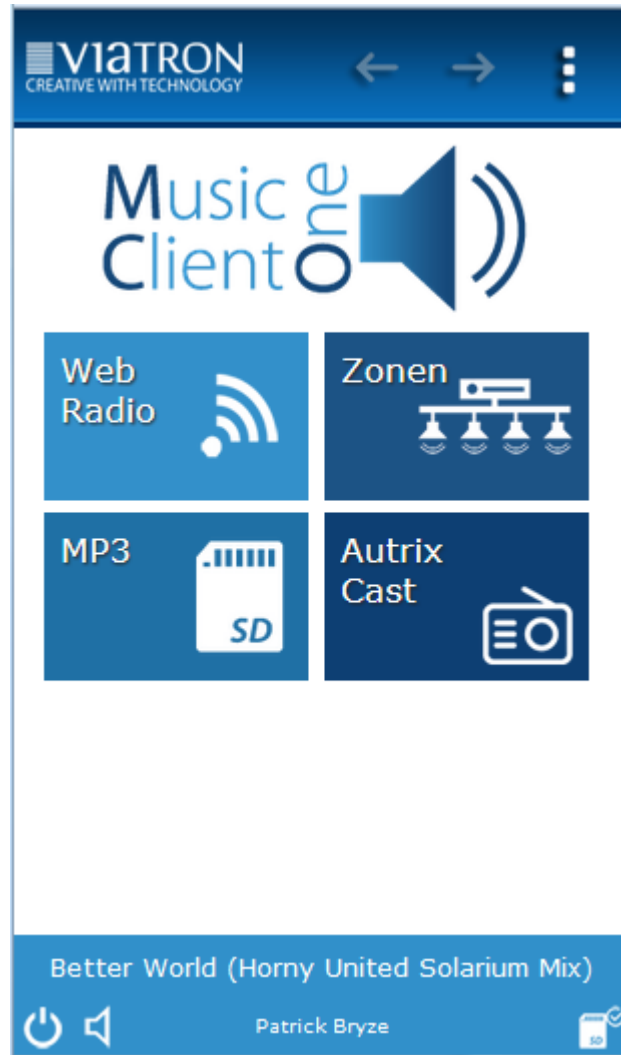 VIATRON
CREATIVE WITH TECHNOLOGY
Music
Client One
Web
Radio
Zonen
MP3
SD
Autrix
Cast
Better World (Horny United Solarium Mix)
Patrick Bryze
SD